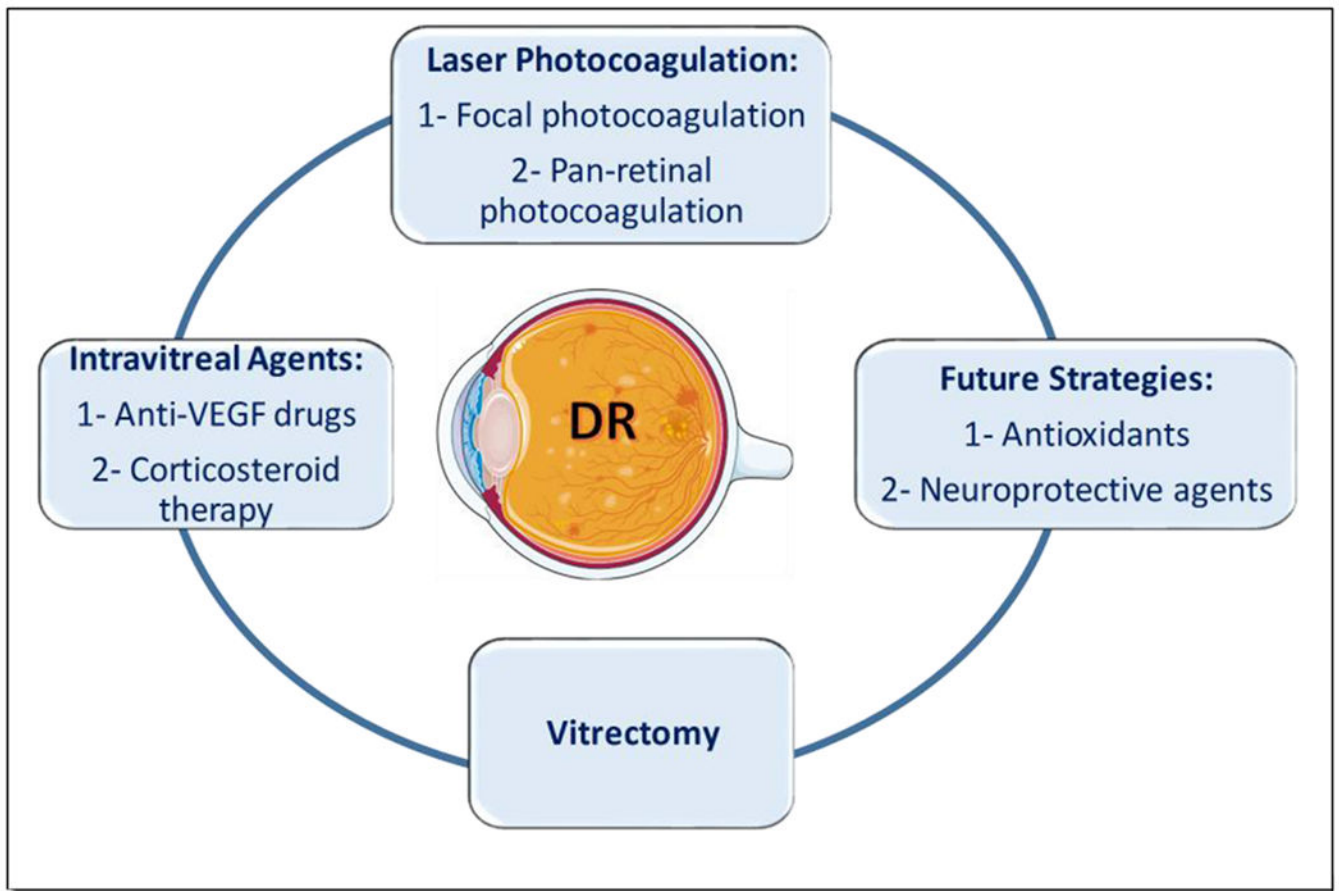 Laser Photocoagulation:
1- Focal photocoagulation
2- Pan-retinal
photocoagulation
Intravitreal Agents:
1- Anti-VEGF drugs
2- Corticosteroid
therapy
DR
Future Strategies:
1- Antioxidants
2- Neuroprotective agents
Vitrectomy